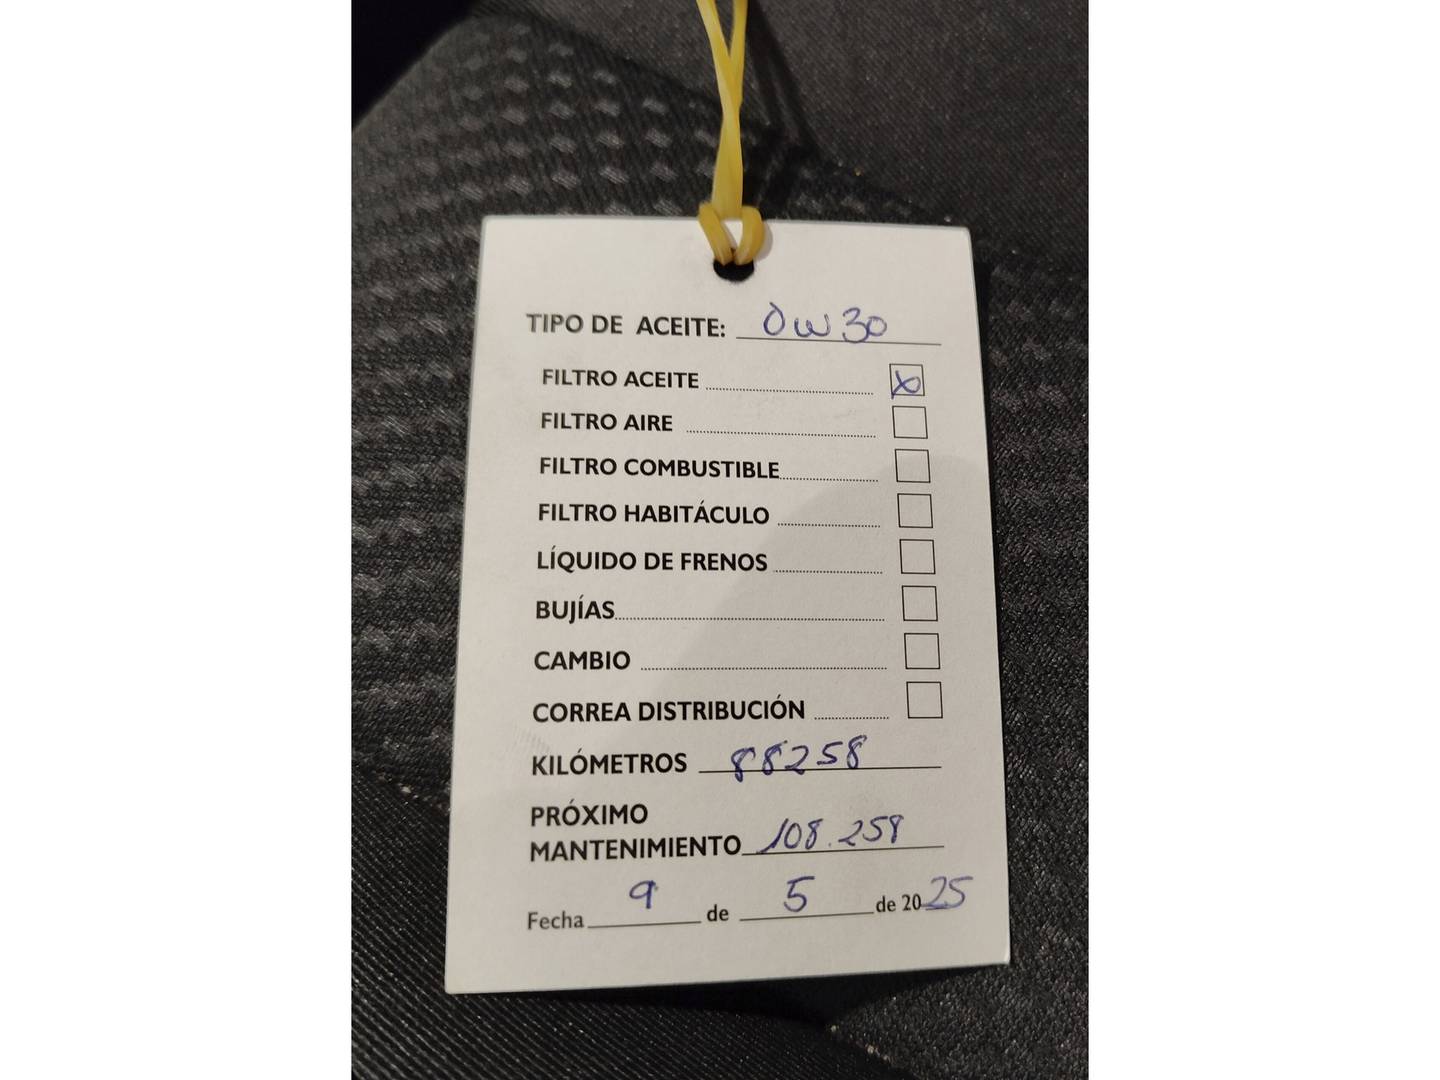 TIPO DE ACEITE: 0W30
FILTRO ACEITE x
FILTRO AIRE
FILTRO COMBUSTIBLE
FILTRO HABITÁCULO
LÍQUIDO DE FRENOS
BUJÍAS
CAMBIO
CORREA DISTRIBUCIÓN
KILÓMETROS 88258
PRÓXIMO
MANTENIMIENTO 108.258
Fecha 9 de 5 de 2025